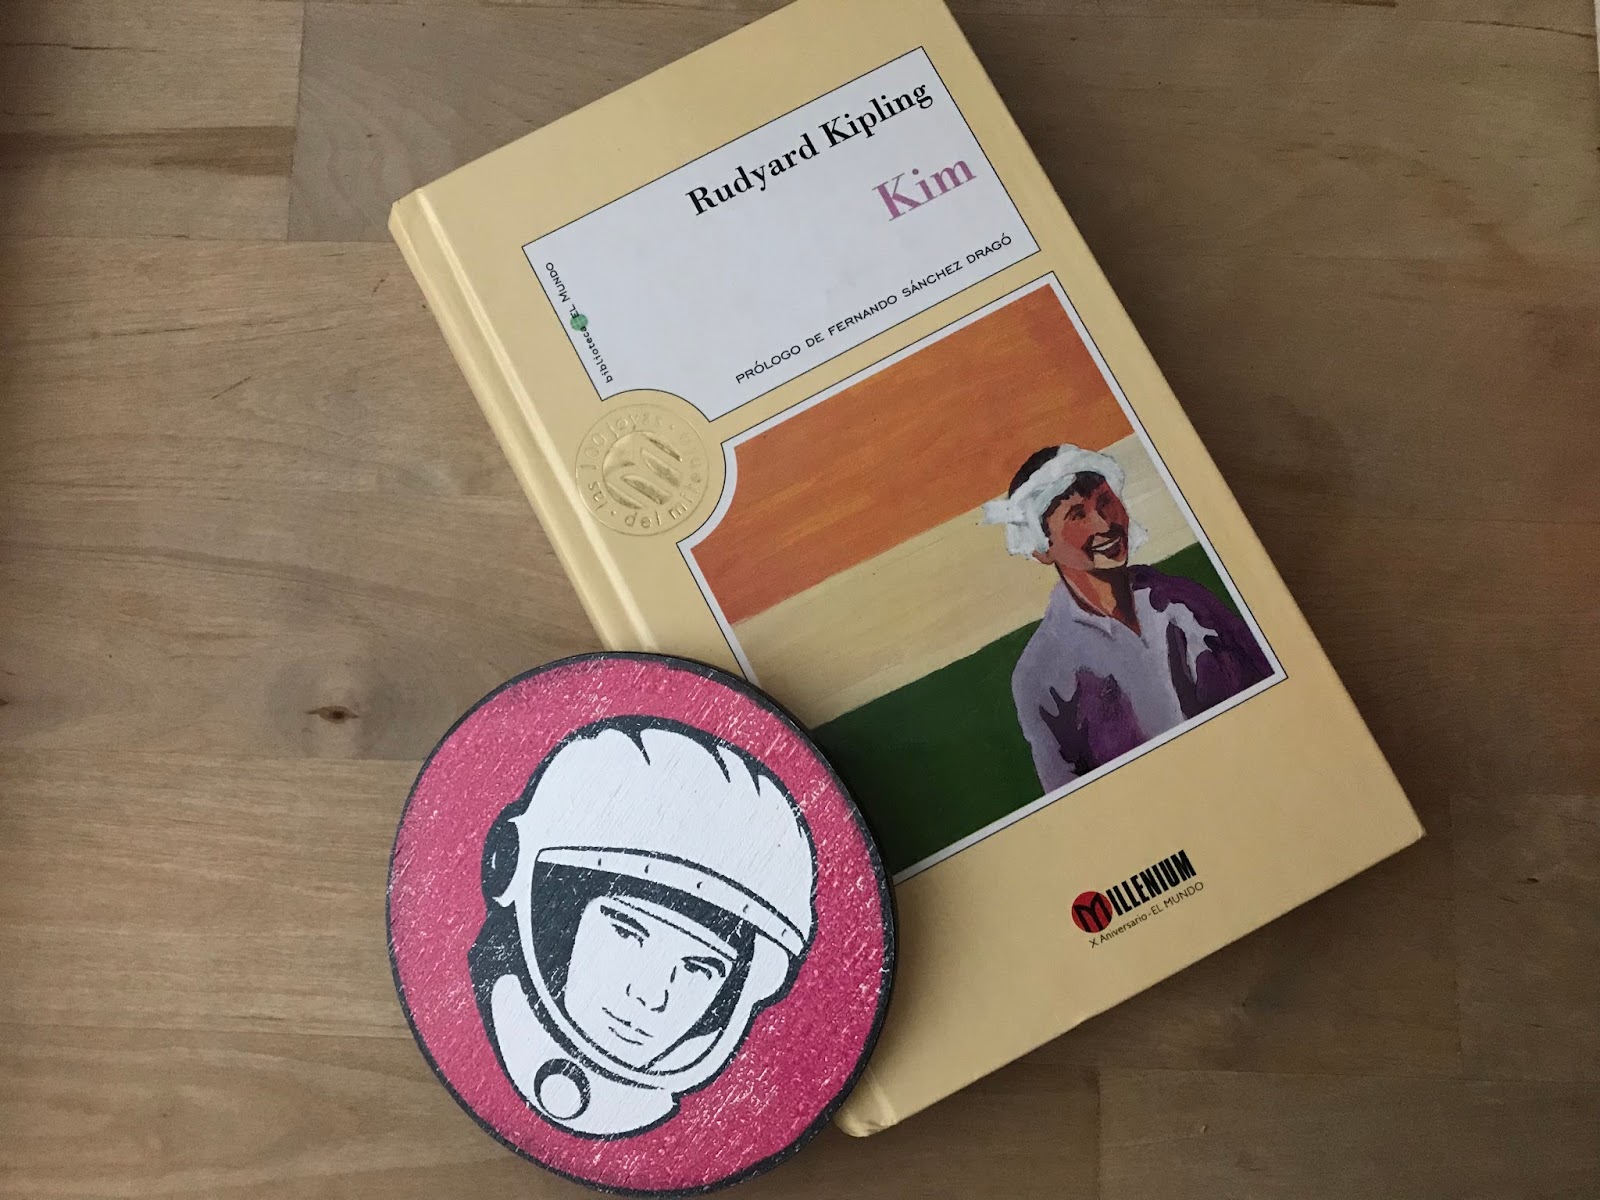 Rudyard Kipling
Kim
PRÓLOGO DE FERNANDO SÁNCHEZ DRAGÓ
biblioteca EL MUNDO
las 100 joyas del milenio
M
MILLENIUM
X Aniversario-EL MUNDO